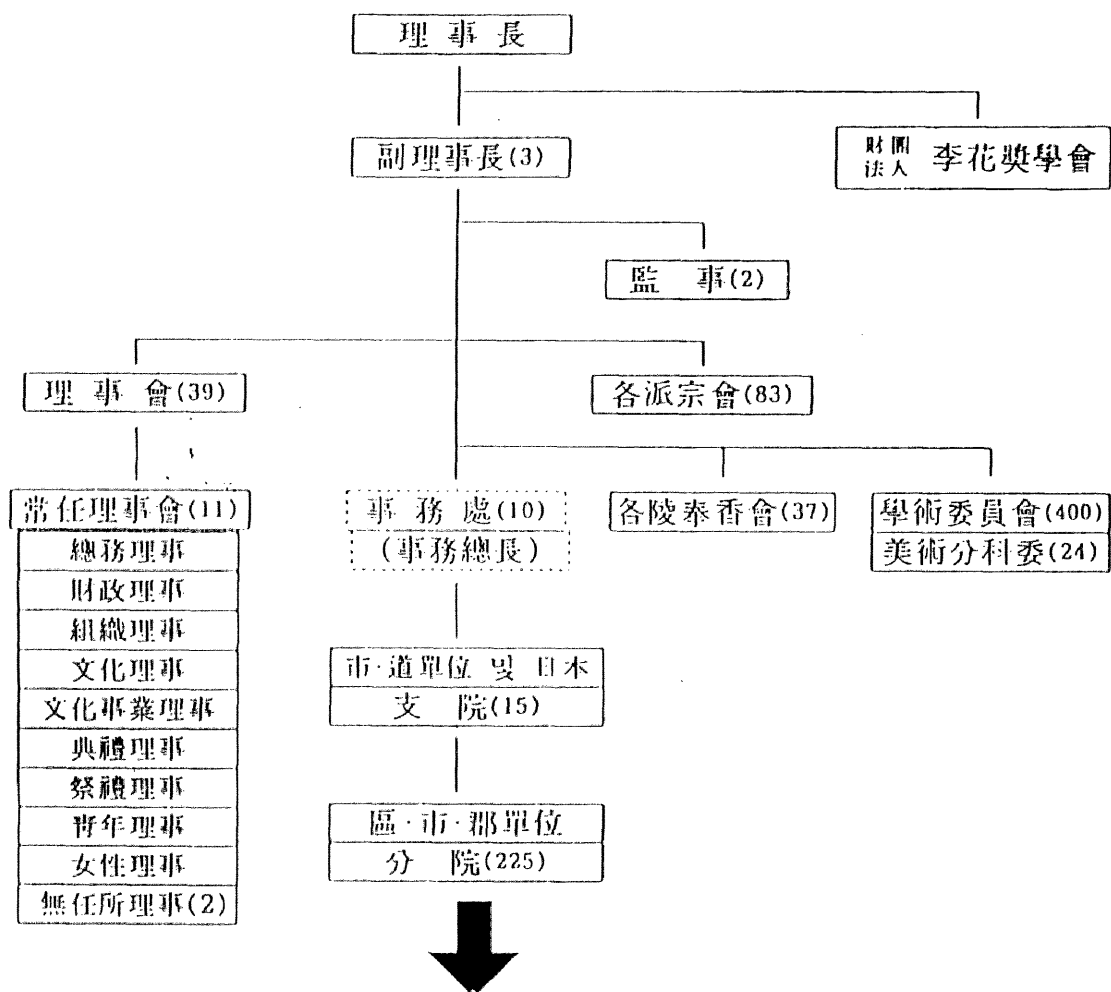 理事長
副理事長(3)
財團法人 李花奬學會
監 事(2)
理事會(39)
各派宗會(83)
常任理事會(11)
總務理事
財政理事
組織理事
文化理事
文化事業理事
典禮理事
祭禮理事
靑年理事
女性理事
無任所理事(2)
事務處(10)
(事務總長)
各陵奉香會(37)
學術委員會(400)
美術分科委(24)
市·道單位 및 日本
支 院(15)
區·市·郡單位
分 院(225)